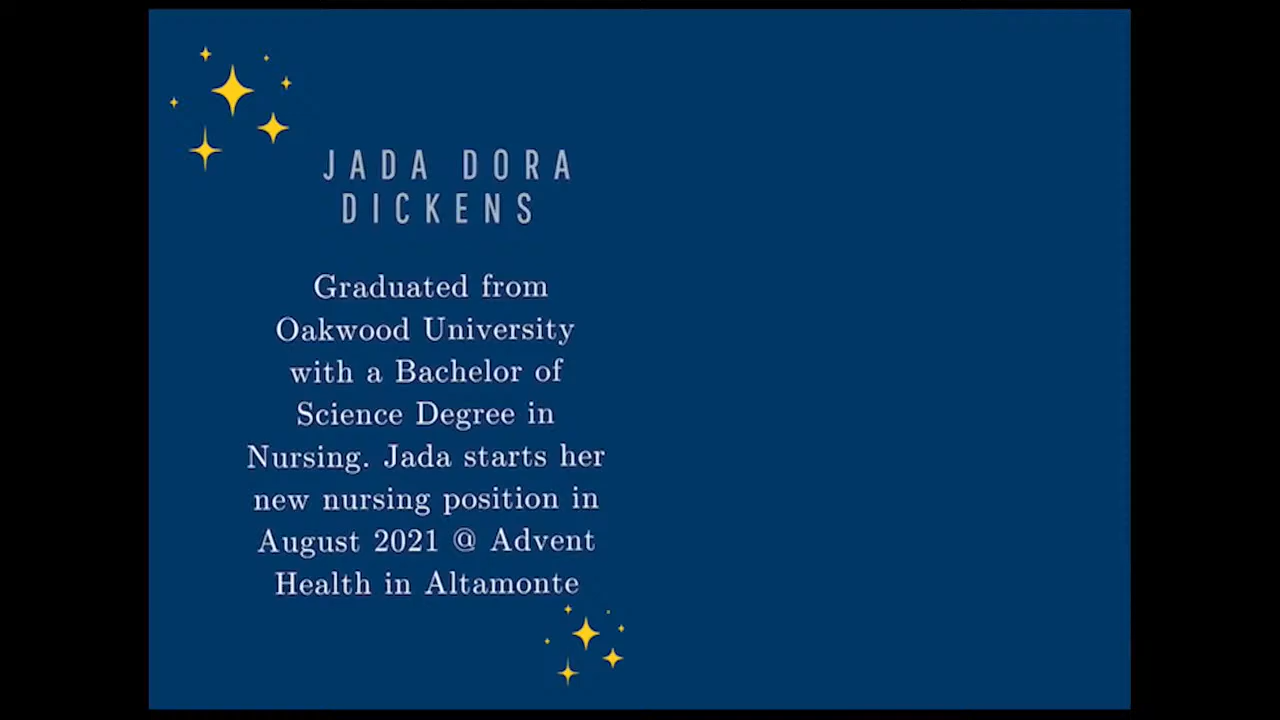 JADA DORA
DICKENS
Graduated from
Oakwood University
with a Bachelor of
Science Degree in
Nursing. Jada starts her
new nursing position in
August 2021 @ Advent
Health in Altamonte